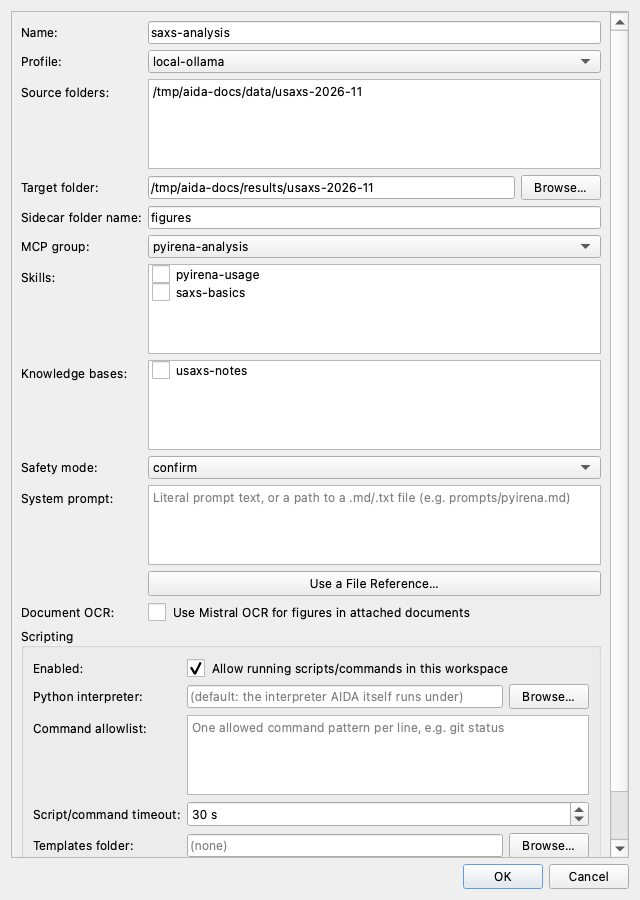 Name: saxs-analysis
Profile: local-ollama
Source folders: /tmp/aida-docs/data/usaxs-2026-11
Target folder: /tmp/aida-docs/results/usaxs-2026-11 Browse...
Sidecar folder name: figures
MCP group: pyirena-analysis
Skills: pyirena-usage
saxs-basics
Knowledge bases: usaxs-notes
Safety mode: confirm
System prompt: Literal prompt text, or a path to a .md/.txt file (e.g. prompts/pyirena.md)
Use a File Reference...
Document OCR: Use Mistral OCR for figures in attached documents
Scripting
Enabled: Allow running scripts/commands in this workspace
Python interpreter: (default: the interpreter AIDA itself runs under) Browse...
Command allowlist: One allowed command pattern per line, e.g. git status
Script/command timeout: 30 s
Templates folder: (none) Browse...
OK Cancel